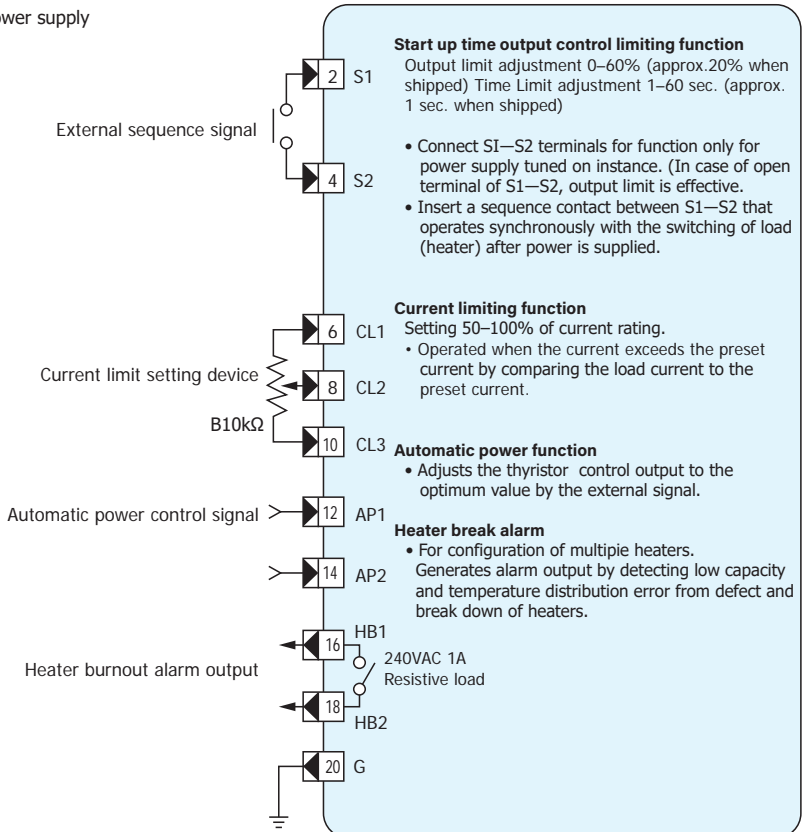 ower supply
External sequence signal
2 S1
4 S2
Start up time output control limiting function
Output limit adjustment 0–60% (approx.20% when
shipped) Time Limit adjustment 1–60 sec. (approx.
1 sec. when shipped)
• Connect SI—S2 terminals for function only for
power supply tuned on instance. (In case of open
terminal of S1—S2, output limit is effective.
• Insert a sequence contact between S1—S2 that
operates synchronously with the switching of load
(heater) after power is supplied.
Current limit setting device
B10kΩ
6 CL1
8 CL2
10 CL3
Current limiting function
Setting 50–100% of current rating.
• Operated when the current exceeds the preset
current by comparing the load current to the
preset current.
Automatic power function
• Adjusts the thyristor control output to the
optimum value by the external signal.
Automatic power control signal
12 AP1
14 AP2
Heater break alarm
• For configuration of multipie heaters.
Generates alarm output by detecting low capacity
and temperature distribution error from defect and
break down of heaters.
Heater burnout alarm output
16 HB1
18 HB2
240VAC 1A
Resistive load
20 G